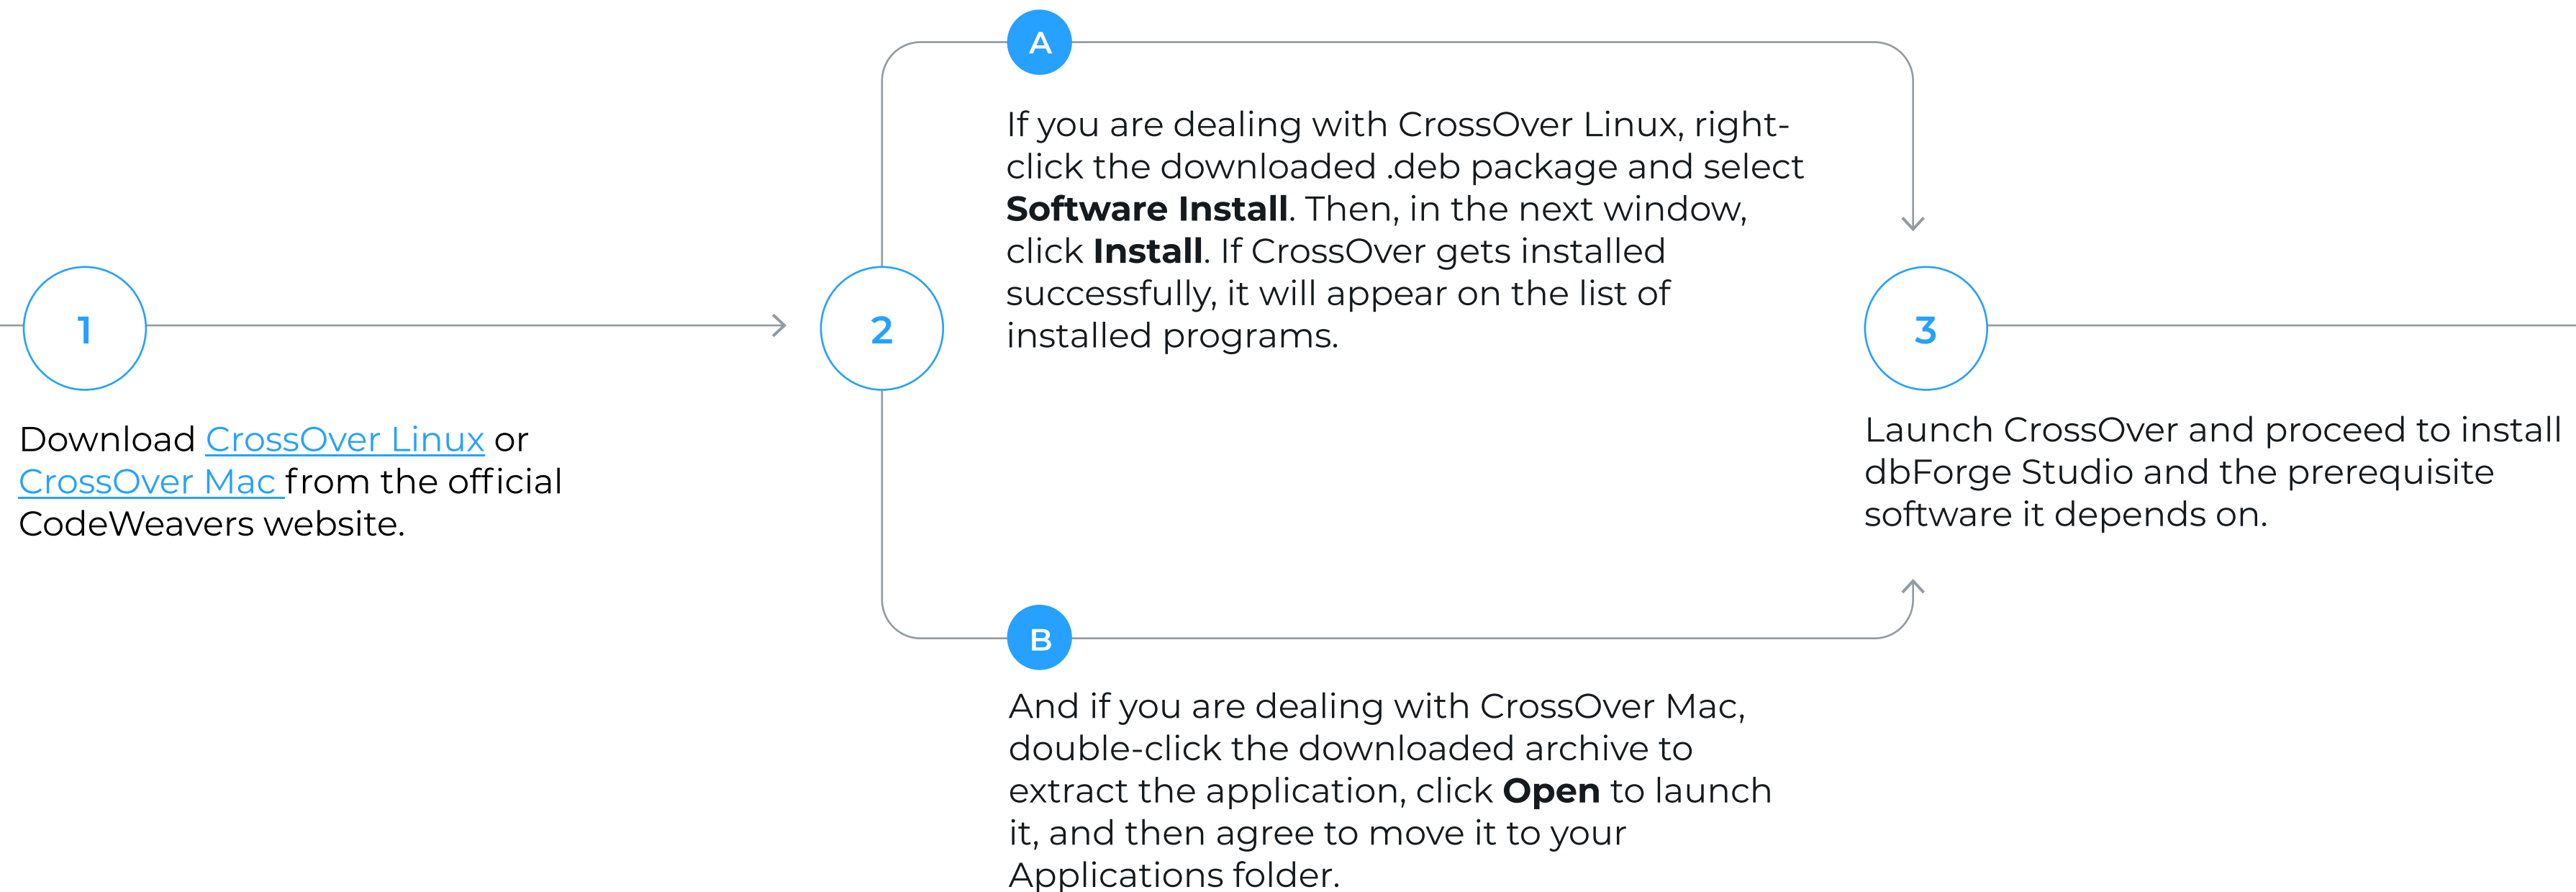 1
Download CrossOver Linux or
CrossOver Mac from the official
CodeWeavers website.
2
A
If you are dealing with CrossOver Linux, right-
click the downloaded .deb package and select
Software Install. Then, in the next window,
click Install. If CrossOver gets installed
successfully, it will appear on the list of
installed programs.
B
And if you are dealing with CrossOver Mac,
double-click the downloaded archive to
extract the application, click Open to launch
it, and then agree to move it to your
Applications folder.
3
Launch CrossOver and proceed to install
dbForge Studio and the prerequisite
software it depends on.